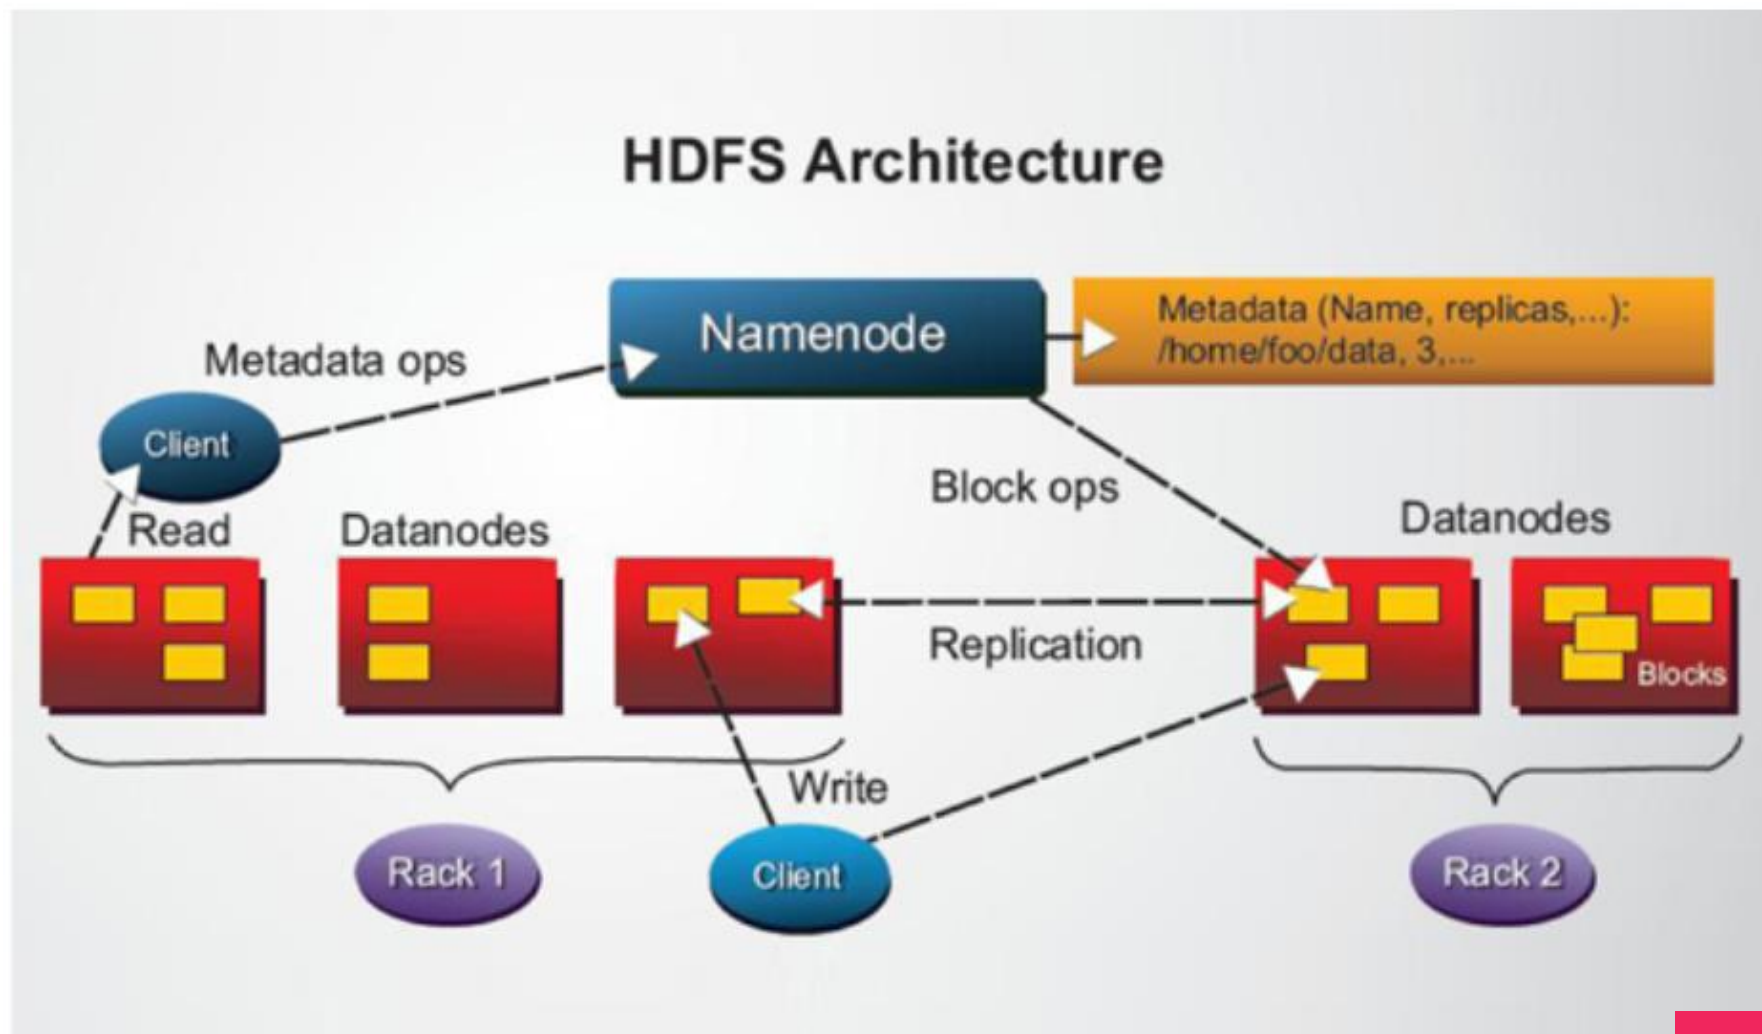 HDFS Architecture
Namenode
Metadata (Name, replicas,...):
/home/foo/data, 3,...
Metadata ops
Client
Block ops
Read
Datanodes
Datanodes
Replication
Blocks
Write
Rack 1
Client
Rack 2